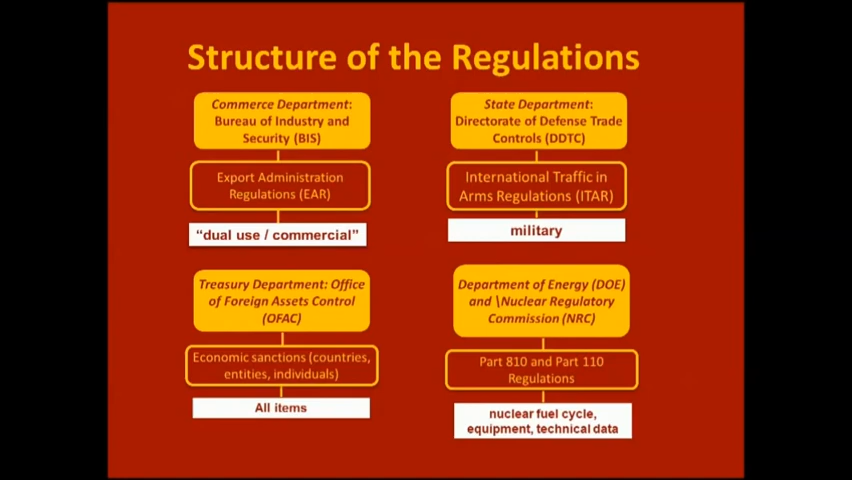 Structure of the Regulations
Commerce Department:
Bureau of Industry and
Security (BIS)
Export Administration
Regulations (EAR)
“dual use / commercial”
State Department:
Directorate of Defense Trade
Controls (DDTC)
International Traffic in
Arms Regulations (ITAR)
military
Treasury Department: Office
of Foreign Assets Control
(OFAC)
Economic sanctions (countries,
entities, individuals)
All items
Department of Energy (DOE)
and \Nuclear Regulatory
Commission (NRC)
Part 810 and Part 110
Regulations
nuclear fuel cycle,
equipment, technical data